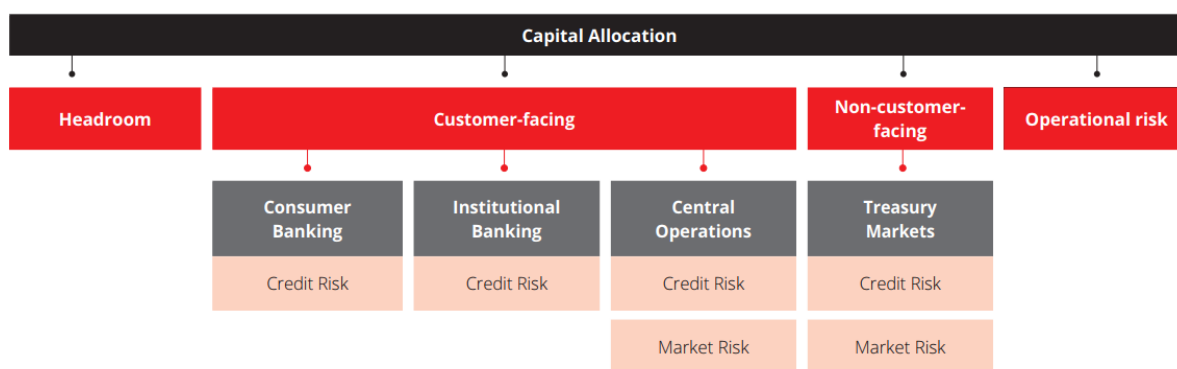 Capital Allocation
Headroom
Customer-facing
Non-customer-
facing
Operational risk
Consumer
Banking
Institutional
Banking
Central
Operations
Treasury
Markets
Credit Risk
Credit Risk
Credit Risk
Credit Risk
Market Risk
Market Risk